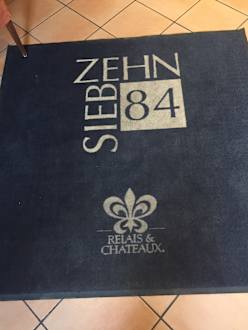 SIEB
ZEHN
84
RELAIS &
CHATEAUX